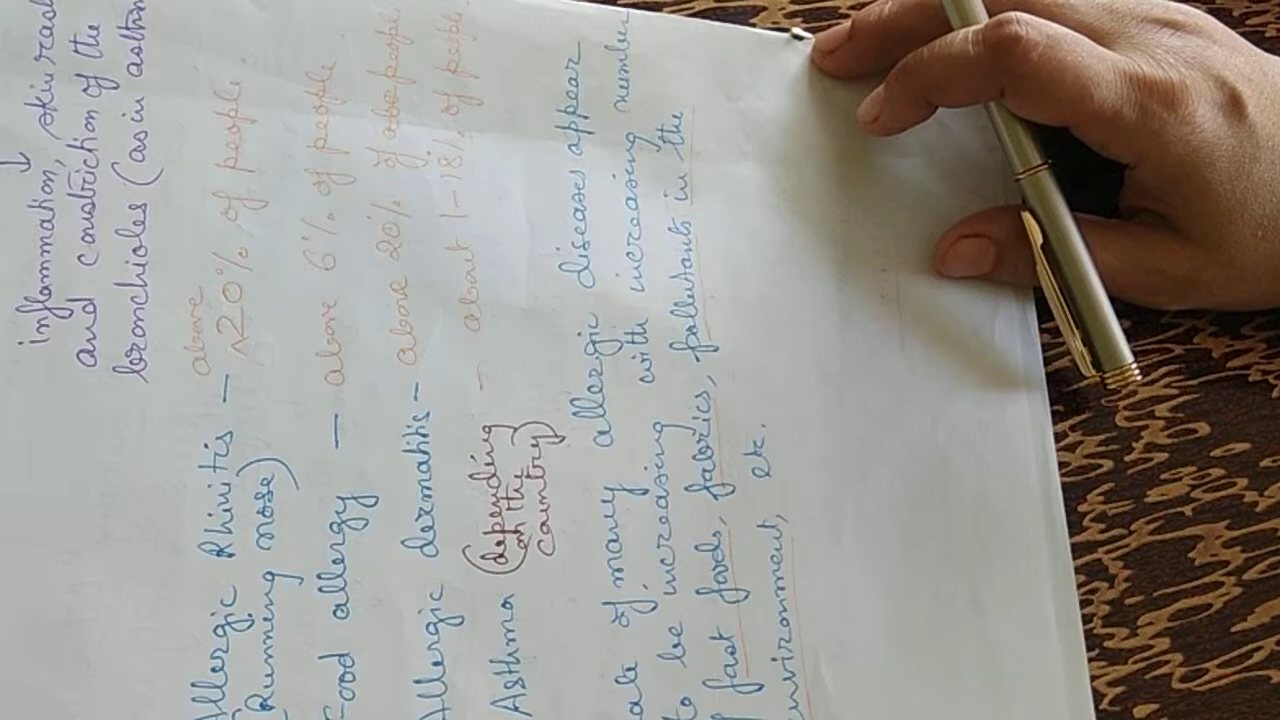 ↓
inflammation, skin rash
and constriction of the
bronchioles (as in asthm
Allergic Rhinitis - above ^20% of people
(Running nose)
Food allergy - above 6% of people
Allergic dermatitis - above 20% of people
Asthma (depending on the country) - about 1-18% of people.
of many allergic diseases appear
to be increasing with increasing number
fast foods, fabrics, pollutants in the
environment, etc.